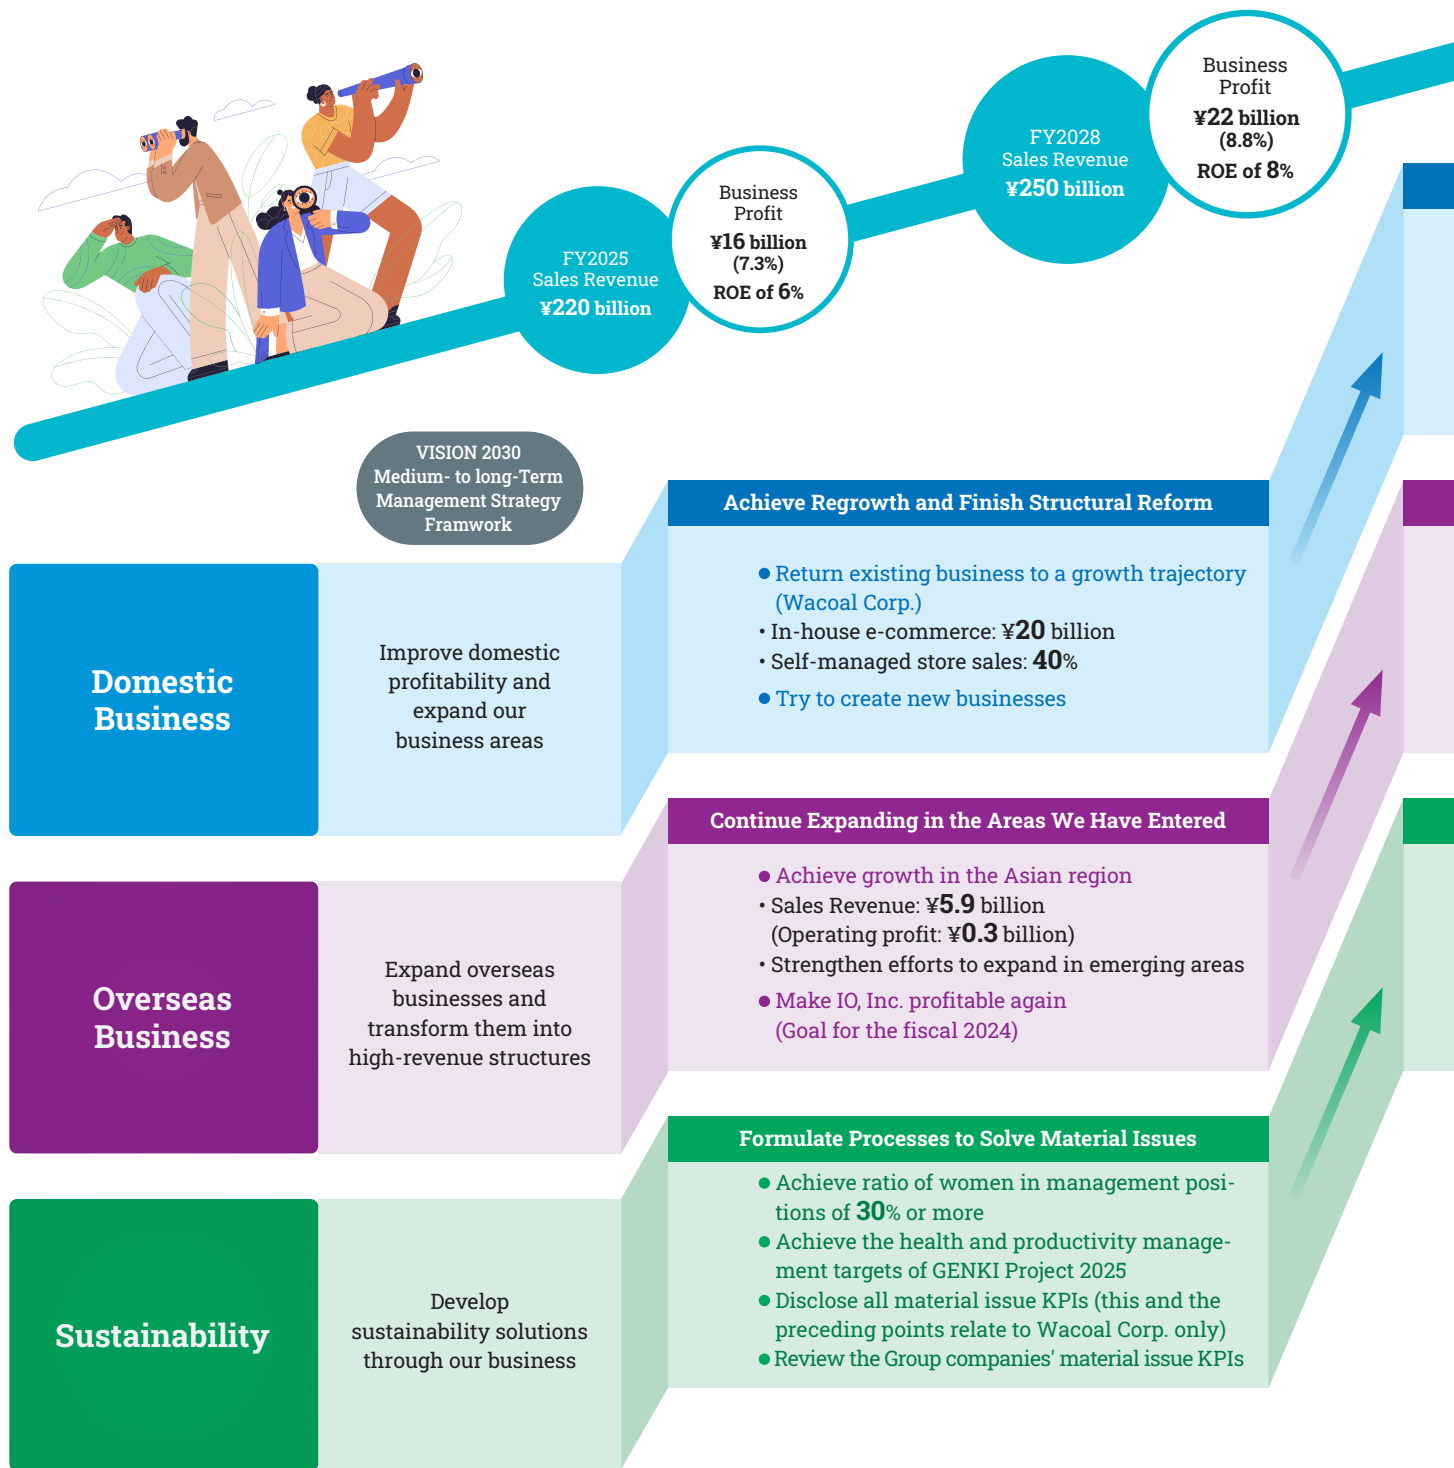 Business
Profit
¥22 billion
(8.8%)
ROE of 8%
FY2028
Sales Revenue
¥250 billion
Business
Profit
¥16 billion
(7.3%)
ROE of 6%
FY2025
Sales Revenue
¥220 billion
VISION 2030
Medium- to long-Term
Management Strategy
Framwork
Domestic
Business
Improve domestic
profitability and
expand our
business areas
Achieve Regrowth and Finish Structural Reform
● Return existing business to a growth trajectory
(Wacoal Corp.)
・In-house e-commerce: ¥20 billion
・Self-managed store sales: 40%
● Try to create new businesses
Overseas
Business
Expand overseas
businesses and
transform them into
high-revenue structures
Continue Expanding in the Areas We Have Entered
● Achieve growth in the Asian region
・Sales Revenue: ¥5.9 billion
(Operating profit: ¥0.3 billion)
・Strengthen efforts to expand in emerging areas
● Make IO, Inc. profitable again
(Goal for the fiscal 2024)
Sustainability
Develop
sustainability solutions
through our business
Formulate Processes to Solve Material Issues
● Achieve ratio of women in management posi-
tions of 30% or more
● Achieve the health and productivity manage-
ment targets of GENKI Project 2025
● Disclose all material issue KPIs (this and the
preceding points relate to Wacoal Corp. only)
● Review the Group companies' material issue KPIs